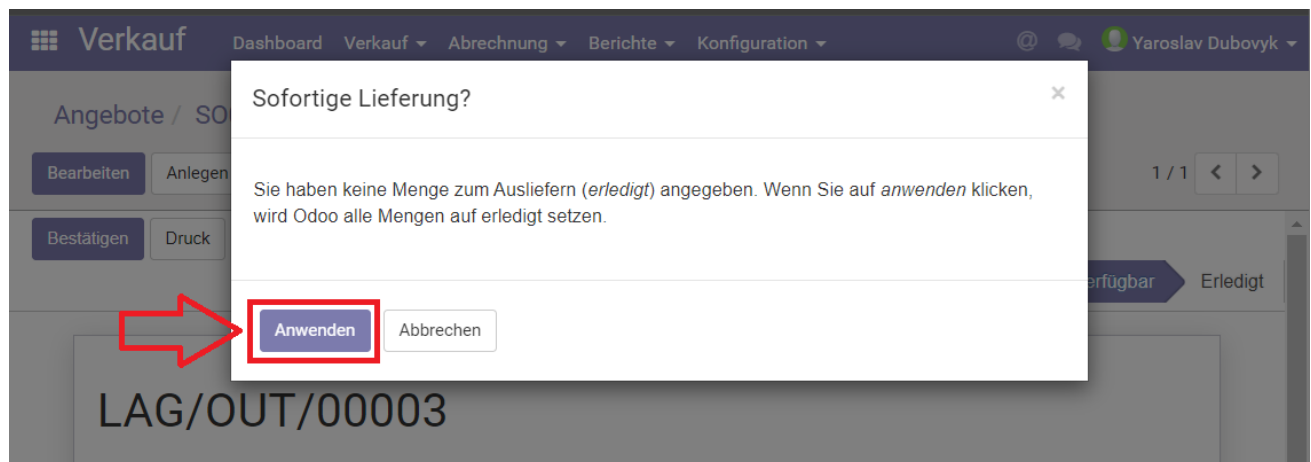 Verkauf Dashboard Verkauf Abrechnung Berichte Konfiguration @ Yaroslav Dubovyk
Sofortige Lieferung? ×
Angebote /
Bearbeiten Anlegen 1 / 1
Sie haben keine Menge zum Ausliefern (erledigt) angegeben. Wenn Sie auf anwenden klicken,
wird Odoo alle Mengen auf erledigt setzen.
Bestätigen Druck
Erledigt
Anwenden Abbrechen
LAG/OUT/00003